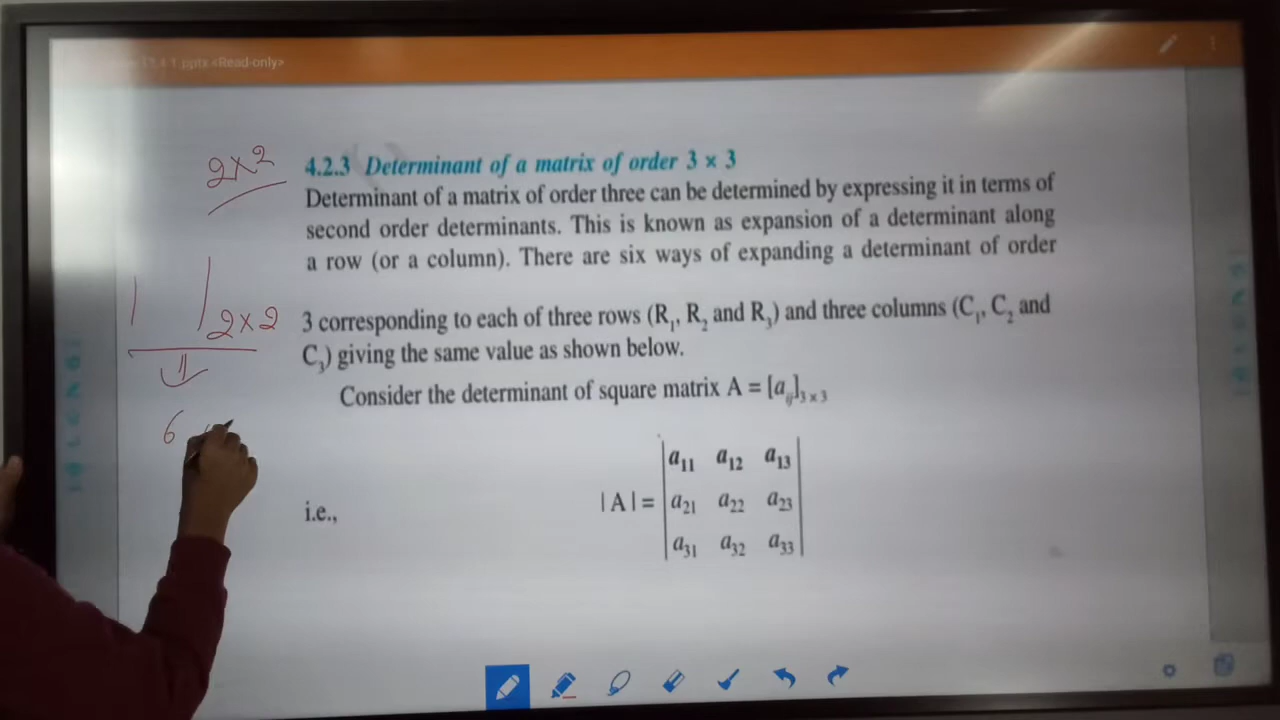 .pptx <Read-only>
2×2
4.2.3 Determinant of a matrix of order 3 × 3
Determinant of a matrix of order three can be determined by expressing it in terms of
second order determinants. This is known as expansion of a determinant along
a row (or a column). There are six ways of expanding a determinant of order
| | 2×2
3 corresponding to each of three rows (R₁, R₂ and R₃) and three columns (C₁, C₂ and
C₃) giving the same value as shown below.
Consider the determinant of square matrix A = [aᵢⱼ]₃ₓ₃
6
a₁₁ a₁₂ a₁₃
i.e., | A | = a₂₁ a₂₂ a₂₃
a₃₁ a₃₂ a₃₃